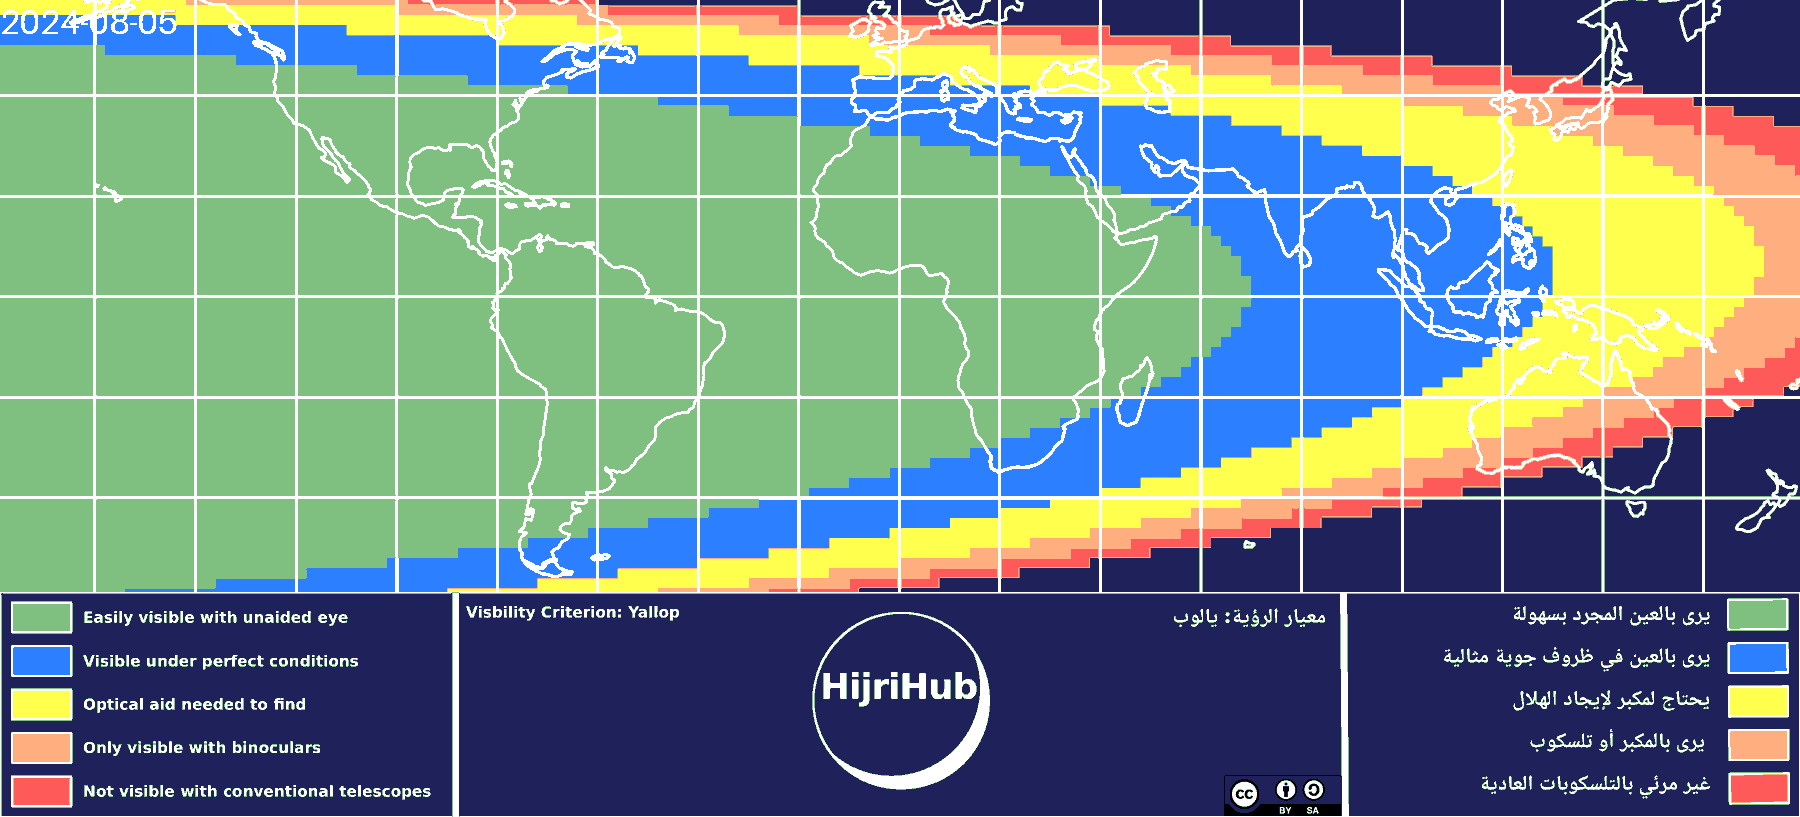 2024-08-05
Easily visible with unaided eye
Visible under perfect conditions
Optical aid needed to find
Only visible with binoculars
Not visible with conventional telescopes
Visbility Criterion: Yallop
معيار الرؤية: يالوب
HijriHub
cc
BY SA
يرى بالعين المجرد بسهولة
يرى بالعين في ظروف جوية مثالية
يحتاج لمكبر لإيجاد الهلال
يرى بالمكبر أو تلسكوب
غير مرئي بالتلسكوبات العادية